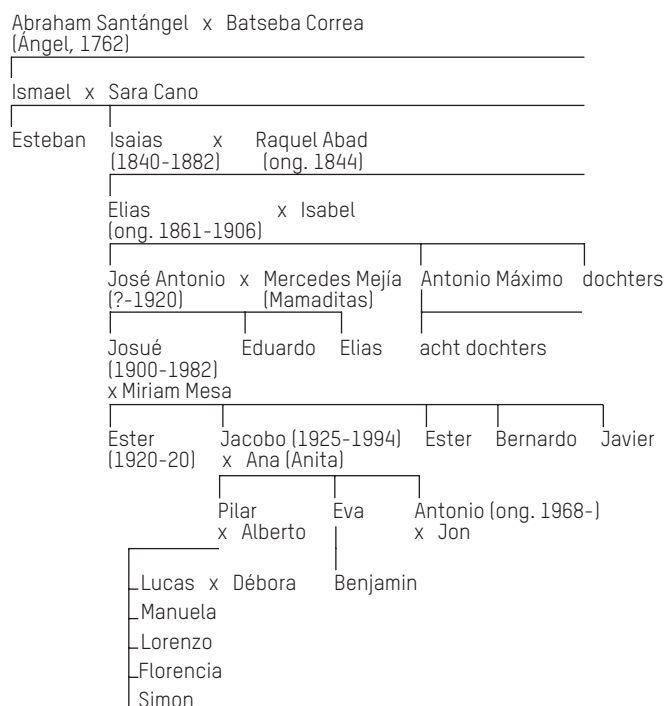 Abraham Santángel x Batseba Correa
(Ángel, 1762)
Ismael x Sara Cano
Esteban Isaias x Raquel Abad
(1840-1882) (ong. 1844)
Elias x Isabel
(ong. 1861-1906)
José Antonio x Mercedes Mejía Antonio Máximo dochters
(?-1920) (Mamaditas)
Josué Eduardo Elias acht dochters
(1900-1982)
x Miriam Mesa
Ester Jacobo (1925-1994) Ester Bernardo Javier
(1920-20) x Ana (Anita)
Pilar Eva Antonio (ong. 1968-)
x Alberto x Jon
Lucas x Débora Benjamin
Manuela
Lorenzo
Florencia
Simon